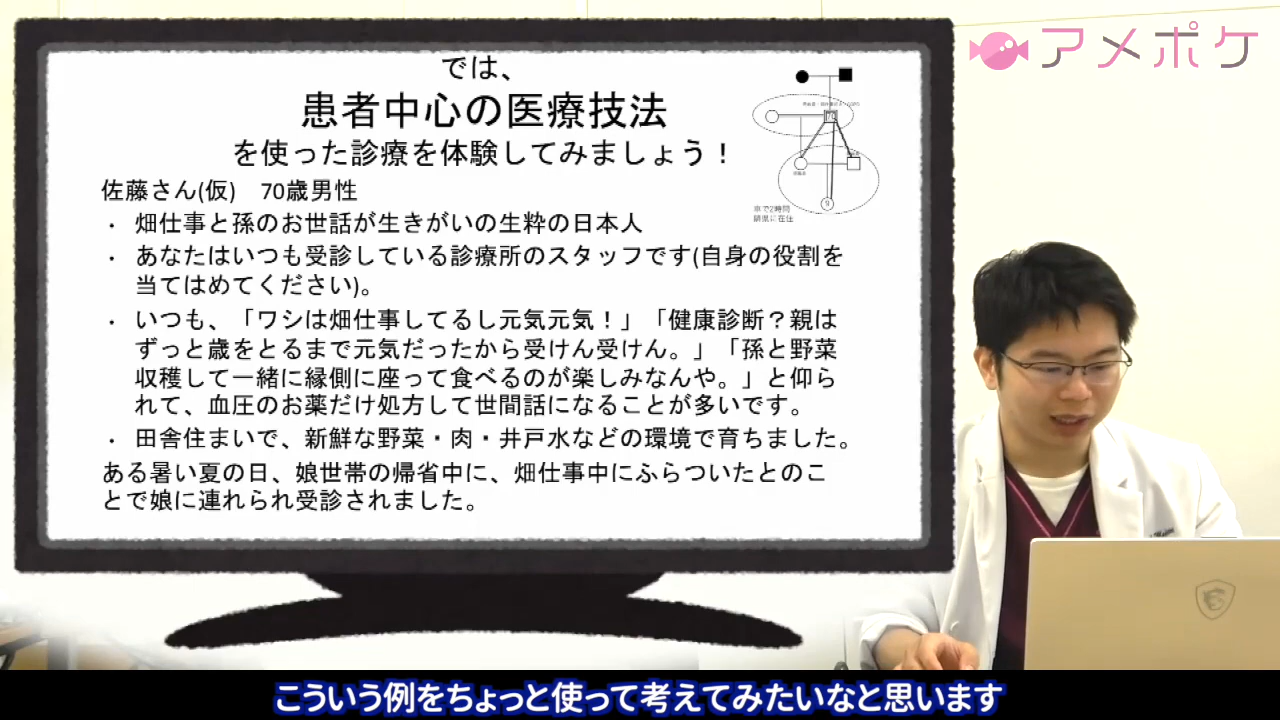 では、
患者中心の医療技法
を使った診療を体験してみましょう！
佐藤さん(仮)　70歳男性
・ 畑仕事と孫のお世話が生きがいの生粋の日本人
・ あなたはいつも受診している診療所のスタッフです(自身の役割を
当てはめてください)。
・ いつも、「ワシは畑仕事してるし元気元気！」「健康診断？親は
ずっと歳をとるまで元気だったから受けん受けん。」「孫と野菜
収穫して一緒に縁側に座って食べるのが楽しみなんや。」と仰ら
れて、血圧のお薬だけ処方して世間話になることが多いです。
・ 田舎住まいで、新鮮な野菜・肉・井戸水などの環境で育ちました。
ある暑い夏の日、娘世帯の帰省中に、畑仕事中にふらついたとのこ
とで娘に連れられ受診されました。
車で2時間
隣県に在住
アメポケ
こういう例をちょっと使って考えてみたいなと思います